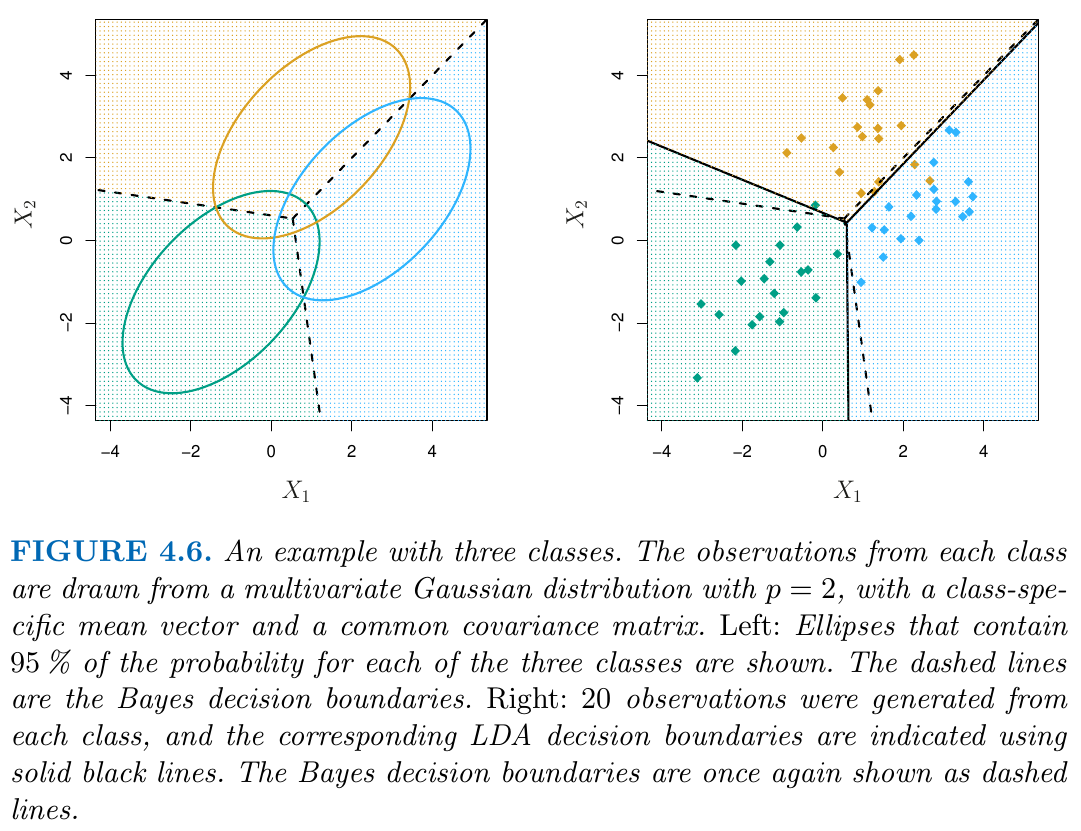 4
2
0
−2
−4
X2
−4 −2 0 2 4
X1
4
2
0
−2
−4
X2
−4 −2 0 2 4
X1
FIGURE 4.6. An example with three classes. The observations from each class
are drawn from a multivariate Gaussian distribution with p = 2, with a class-spe-
cific mean vector and a common covariance matrix. Left: Ellipses that contain
95 % of the probability for each of the three classes are shown. The dashed lines
are the Bayes decision boundaries. Right: 20 observations were generated from
each class, and the corresponding LDA decision boundaries are indicated using
solid black lines. The Bayes decision boundaries are once again shown as dashed
lines.